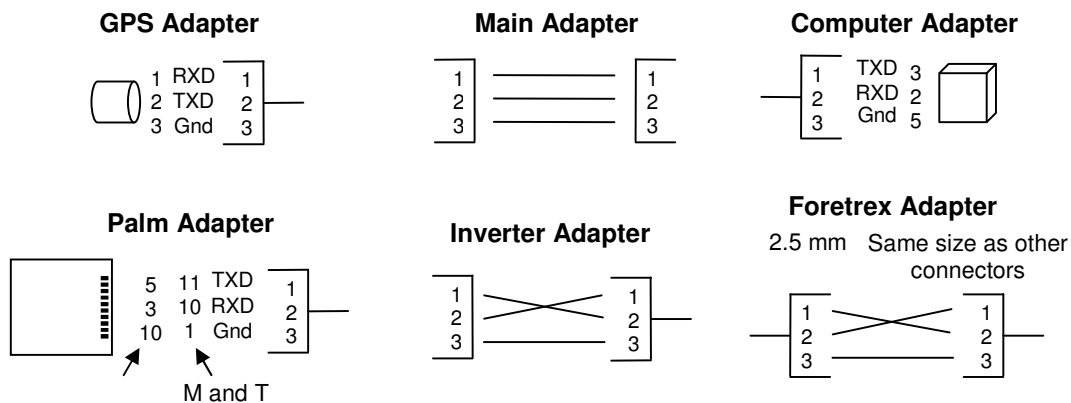 GPS Adapter
1 RXD 1
2 TXD 2
3 Gnd 3
Main Adapter
1 1
2 2
3 3
Computer Adapter
1 TXD 3
2 RXD 2
3 Gnd 5
Palm Adapter
5 11 TXD 1
3 10 RXD 2
10 1 Gnd 3
M and T
Inverter Adapter
1 1
2 2
3 3
Foretrex Adapter
2.5 mm Same size as other
connectors
1 1
2 2
3 3